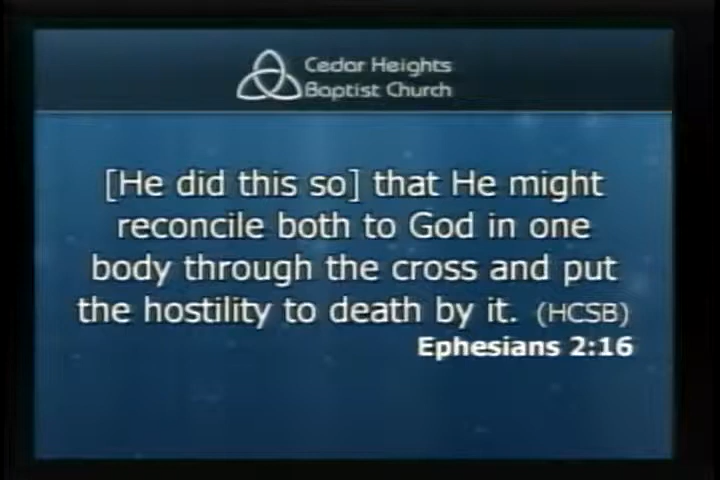 Cedar Heights
Baptist Church
[He did this so] that He might
reconcile both to God in one
body through the cross and put
the hostility to death by it. (HCSB)
Ephesians 2:16